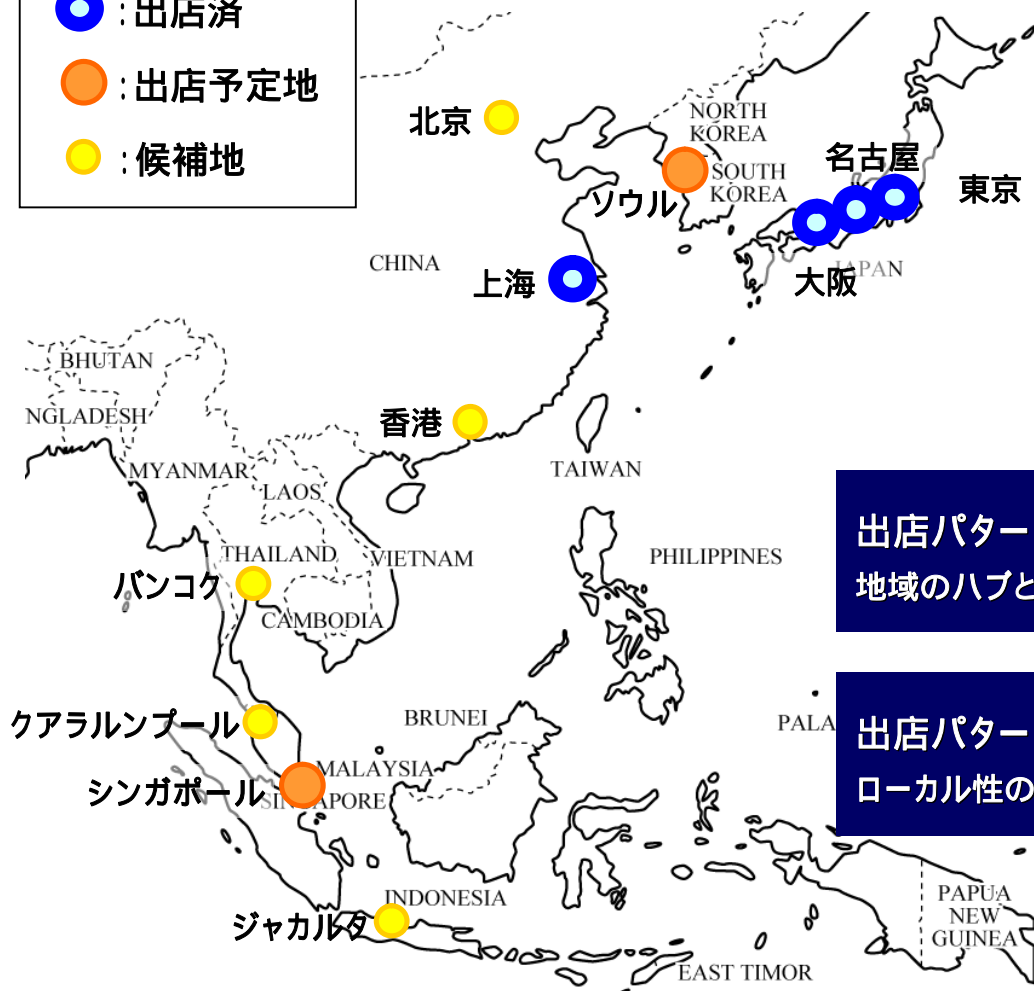 :出店済
:出店予定地
:候補地
北京
NORTH
KOREA
名古屋
SOUTH
KOREA
ソウル
東京
CHINA
上海
JAPAN
大阪
BHUTAN
NGLADESH
香港
MYANMAR
TAIWAN
LAOS
出店パター
地域のハブと
THAILAND
VIETNAM
PHILIPPINES
バンコク
CAMBODIA
クアラルンプール
BRUNEI
PALA
出店パター
ローカル性の
MALAYSIA
シンガポール
SINGAPORE
INDONESIA
ジャカルタ
PAPUA
NEW
GUINEA
EAST TIMOR